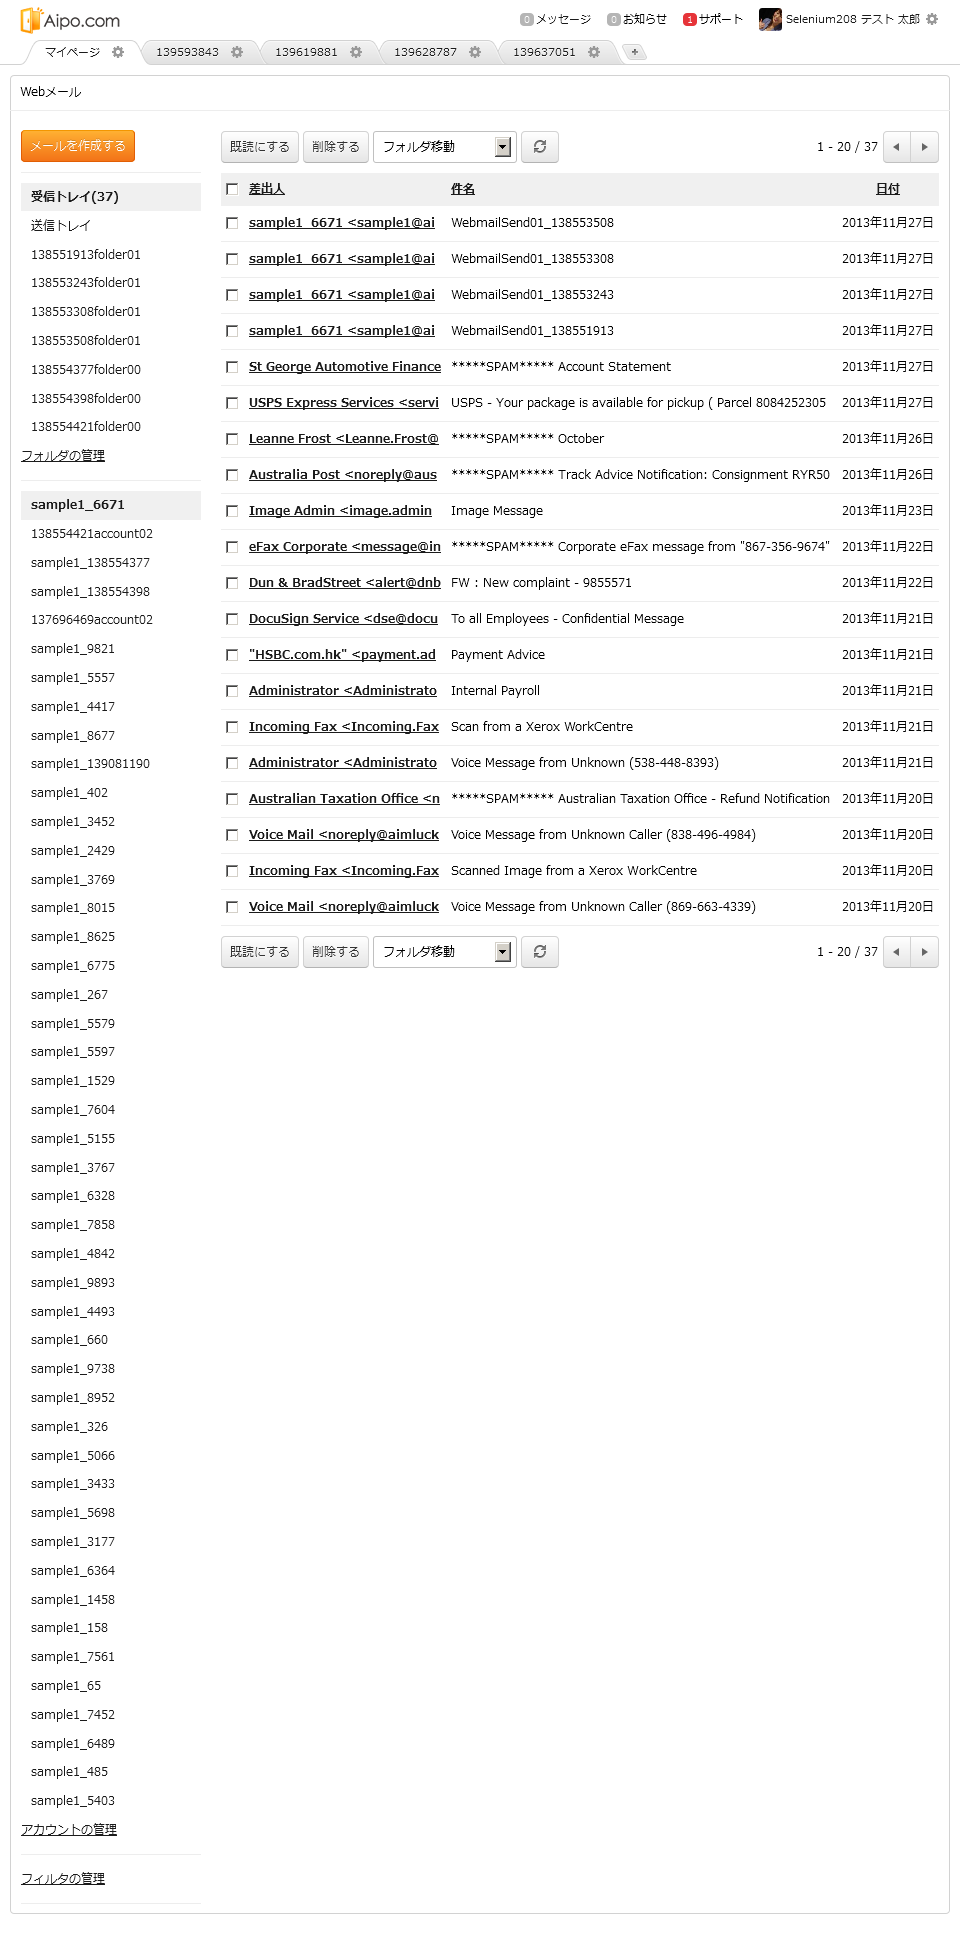 Aipo.com
0 メッセージ 0 お知らせ 1 サポート Selenium208 テスト 太郎
マイページ 139593843 139619881 139628787 139637051 +
Webメール
メールを作成する
受信トレイ(37)
送信トレイ
138551913folder01
138553243folder01
138553308folder01
138553508folder01
138554377folder00
138554398folder00
138554421folder00
フォルダの管理
sample1_6671
138554421account02
sample1_138554377
sample1_138554398
137696469account02
sample1_9821
sample1_5557
sample1_4417
sample1_8677
sample1_139081190
sample1_402
sample1_3452
sample1_2429
sample1_3769
sample1_8015
sample1_8625
sample1_6775
sample1_267
sample1_5579
sample1_5597
sample1_1529
sample1_7604
sample1_5155
sample1_3767
sample1_6328
sample1_7858
sample1_4842
sample1_9893
sample1_4493
sample1_660
sample1_9738
sample1_8952
sample1_326
sample1_5066
sample1_3433
sample1_5698
sample1_3177
sample1_6364
sample1_1458
sample1_158
sample1_7561
sample1_65
sample1_7452
sample1_6489
sample1_485
sample1_5403
アカウントの管理
フィルタの管理
既読にする 削除する フォルダ移動 1 - 20 / 37
差出人 件名 日付
sample1_6671 <sample1@ai WebmailSend01_138553508 2013年11月27日
sample1_6671 <sample1@ai WebmailSend01_138553308 2013年11月27日
sample1_6671 <sample1@ai WebmailSend01_138553243 2013年11月27日
sample1_6671 <sample1@ai WebmailSend01_138551913 2013年11月27日
St George Automotive Finance *****SPAM***** Account Statement 2013年11月27日
USPS Express Services <servi USPS - Your package is available for pickup ( Parcel 8084252305 2013年11月27日
Leanne Frost <Leanne.Frost@ *****SPAM***** October 2013年11月26日
Australia Post <noreply@aus *****SPAM***** Track Advice Notification: Consignment RYR50 2013年11月26日
Image Admin <image.admin Image Message 2013年11月23日
eFax Corporate <message@in *****SPAM***** Corporate eFax message from "867-356-9674" 2013年11月22日
Dun & BradStreet <alert@dnb FW : New complaint - 9855571 2013年11月22日
DocuSign Service <dse@docu To all Employees - Confidential Message 2013年11月21日
"HSBC.com.hk" <payment.ad Payment Advice 2013年11月21日
Administrator <Administrato Internal Payroll 2013年11月21日
Incoming Fax <Incoming.Fax Scan from a Xerox WorkCentre 2013年11月21日
Administrator <Administrato Voice Message from Unknown (538-448-8393) 2013年11月21日
Australian Taxation Office <n *****SPAM***** Australian Taxation Office - Refund Notification 2013年11月20日
Voice Mail <noreply@aimluck Voice Message from Unknown Caller (838-496-4984) 2013年11月20日
Incoming Fax <Incoming.Fax Scanned Image from a Xerox WorkCentre 2013年11月20日
Voice Mail <noreply@aimluck Voice Message from Unknown Caller (869-663-4339) 2013年11月20日
既読にする 削除する フォルダ移動 1 - 20 / 37